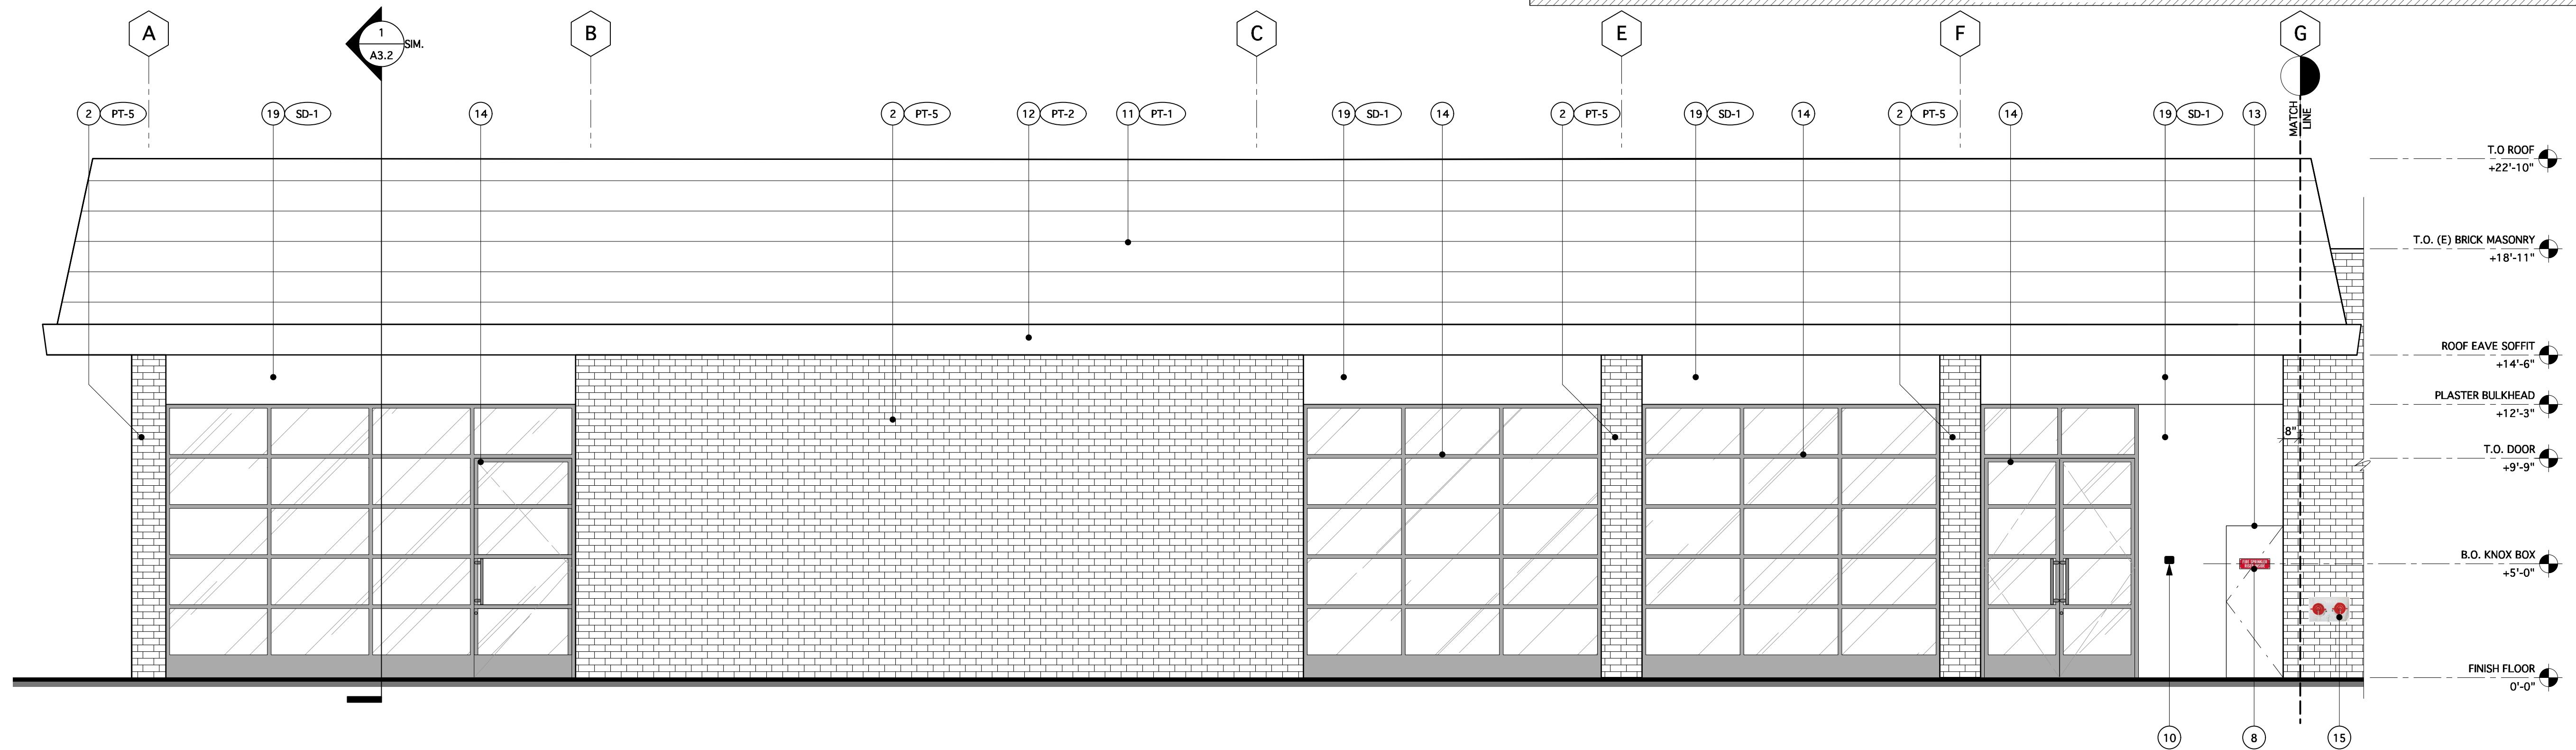 A
B
C
E
F
G
1
A3.2
SIM.
MATCH
LINE
2 PT-5
19 SD-1
14
2 PT-5
12 PT-2
11 PT-1
19 SD-1
14
2 PT-5
19 SD-1
14
2 PT-5
14
19 SD-1
13
T.O ROOF
+22'-10"
T.O. (E) BRICK MASONRY
+18'-11"
ROOF EAVE SOFFIT
+14'-6"
PLASTER BULKHEAD
+12'-3"
8"
T.O. DOOR
+9'-9"
B.O. KNOX BOX
+5'-0"
FIRE SPRINKLER
FINISH FLOOR
0'-0"
10
8
15